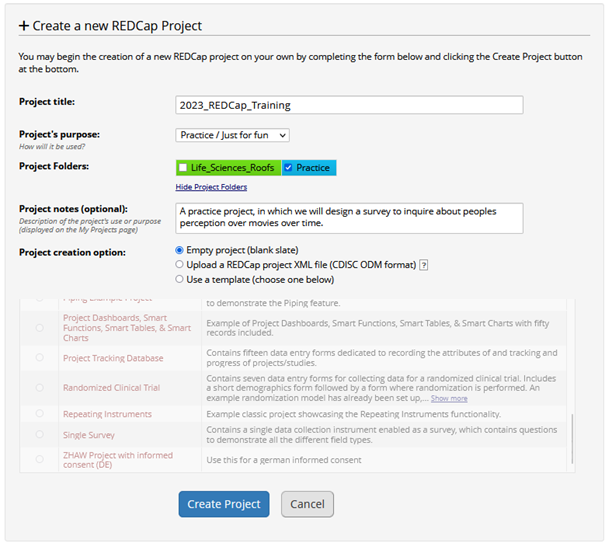 + Create a new REDCap Project
You may begin the creation of a new REDCap project on your own by completing the form below and clicking the Create Project button
at the bottom.
Project title:
2023_REDCap_Training
Project's purpose:
How will it be used?
Practice / Just for fun
Project Folders:
Life_Sciences_Roofs
Practice
Hide Project Folders
Project notes (optional):
Description of the project's use or purpose
(displayed on the My Projects page)
A practice project, in which we will design a survey to inquire about peoples
perception over movies over time.
Project creation option:
Empty project (blank slate)
Upload a REDCap project XML file (CDISC ODM format) ?
Use a template (choose one below)
Piping Example Project
to demonstrate the Piping feature.
Project Dashboards, Smart
Functions, Smart Tables, & Smart
Charts
Example of Project Dashboards, Smart Functions, Smart Tables, & Smart Charts with fifty
records included.
Project Tracking Database
Contains fifteen data entry forms dedicated to recording the attributes of and tracking and
progress of projects/studies.
Randomized Clinical Trial
Contains seven data entry forms for collecting data for a randomized clinical trial. Includes
a short demographics form followed by a form where randomization is performed. An
example randomization model has already been set up,... Show more
Repeating Instruments
Example classic project showcasing the Repeating Instruments functionality.
Single Survey
Contains a single data collection instrument enabled as a survey, which contains questions
to demonstrate all the different field types.
ZHAW Project with informed
consent (DE)
Use this for a german informed consent
Create Project
Cancel